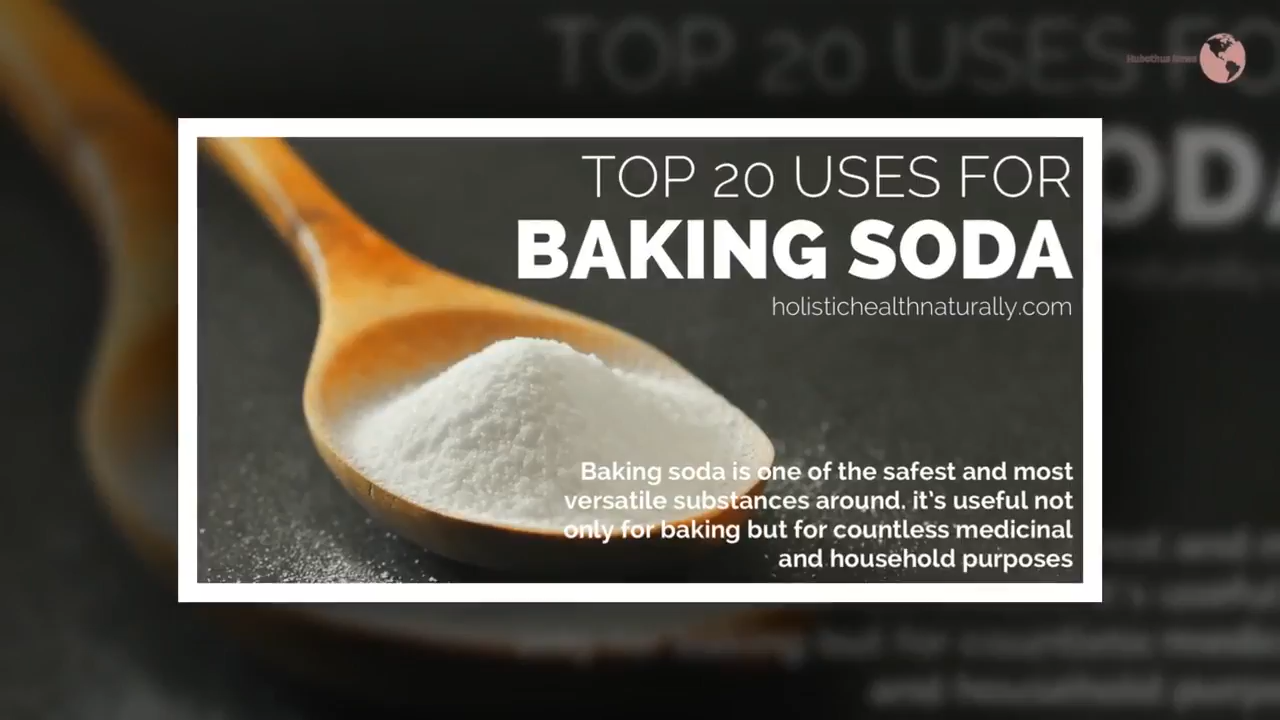 TOP 20 USES FOR
BAKING SODA
holistichealthnaturally.com
Baking soda is one of the safest and most
versatile substances around. it's useful not
only for baking but for countless medicinal
and household purposes